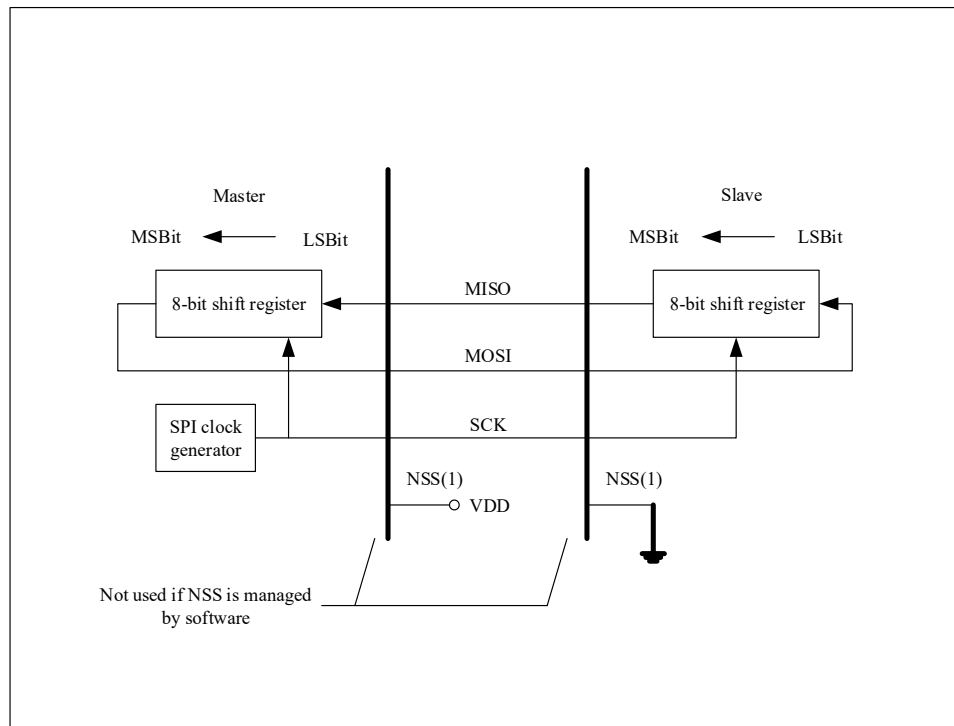 Master
Slave
MSBit
LSBit
MSBit
LSBit
8-bit shift register
MISO
8-bit shift register
MOSI
SPI clock
generator
SCK
NSS(1)
VDD
NSS(1)
Not used if NSS is managed
by software